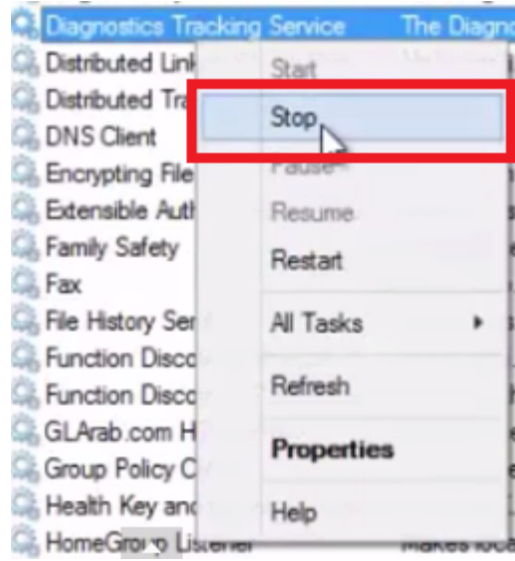 Diagnostics Tracking Service The Diagno
Distributed Link
Start
Distributed Tra
Stop
DNS Client
Pause
Encrypting File
Extensible Auth
Resume
Family Safety
Restart
Fax
File History Ser
All Tasks
Function Disco
Function Disco
Refresh
GLArab.com H
Properties
Group Policy C
Health Key and
Help
HomeGroup Listener Makes loca